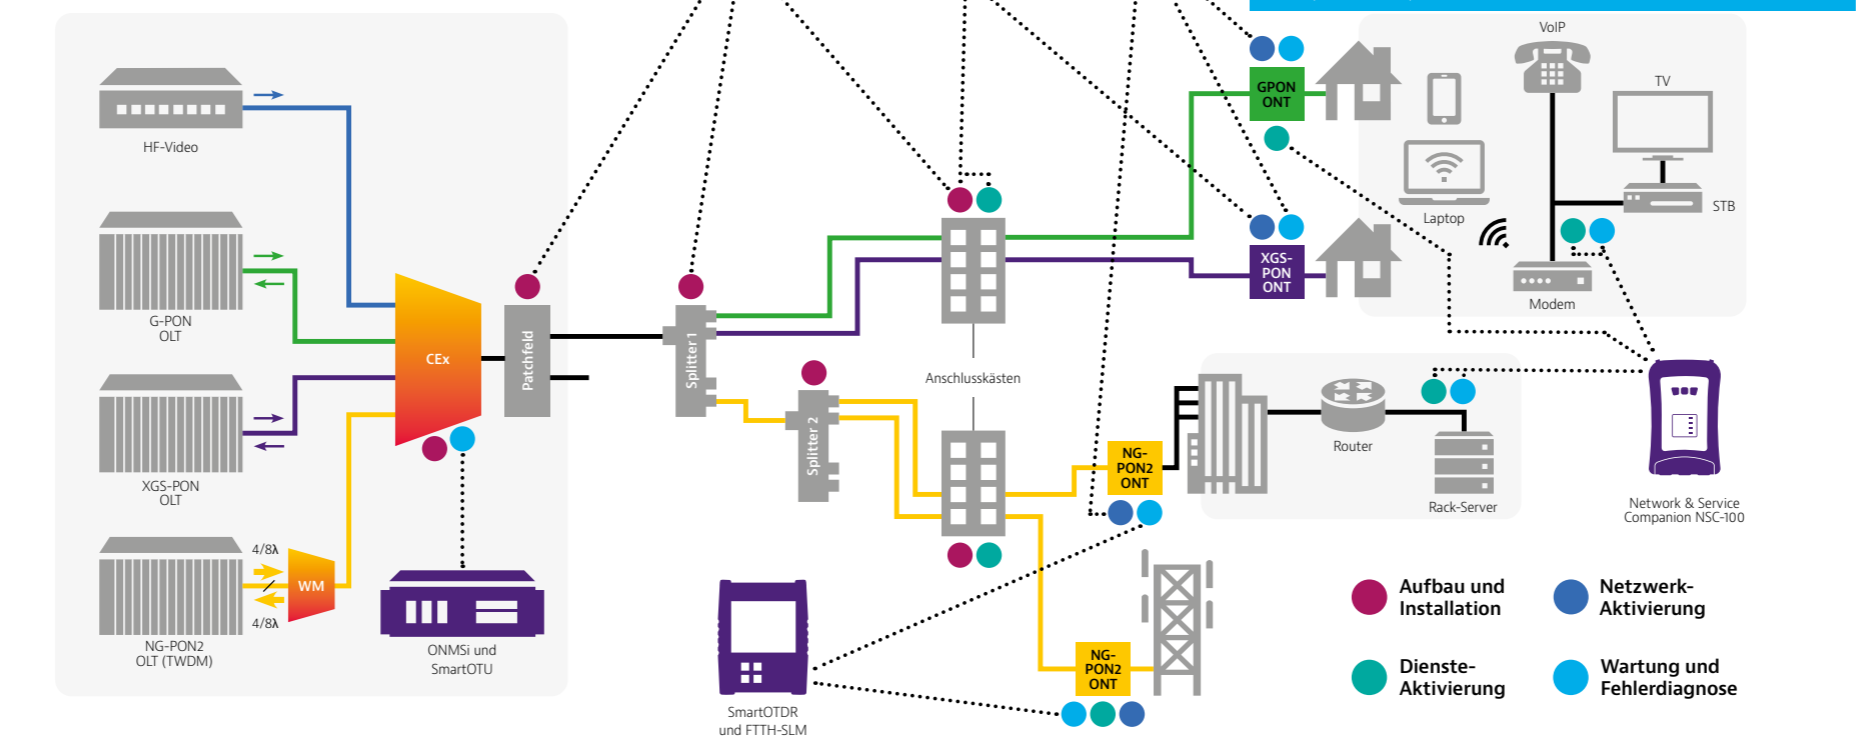 HF-Video
G-PON
OLT
XGS-PON
OLT
4/8λ
WM
4/8λ
NG-PON2
OLT (TWDM)
CEx
Patchfeld
ONMSi und
SmartOTU
Splitter 1
Splitter 2
Anschlusskästen
SmartOTDR
und FTTH-SLM
GPON
ONT
XGS-
PON
ONT
NG-
PON2
ONT
NG-
PON2
ONT
VoIP
TV
Laptop
STB
Modem
Router
Rack-Server
Network & Service
Companion NSC-100
Aufbau und
Installation
Netzwerk-
Aktivierung
Dienste-
Aktivierung
Wartung und
Fehlerdiagnose